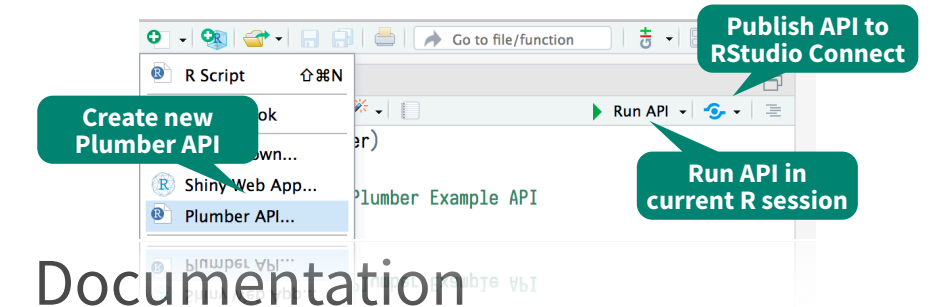 Go to file/function
Publish API to
RStudio Connect
R Script ⇧⌘N
Create new
Plumber API
ok
Run API
er)
own...
Shiny Web App...
Run API in
current R session
Plumber Example API
Plumber API...
Documentation